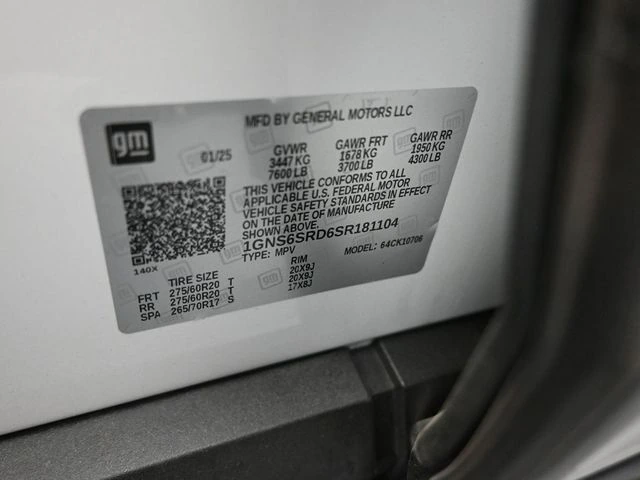 MFD BY GENERAL MOTORS LLC
gm
01/25
GVWR GAWR FRT GAWR RR
3447 KG 1678 KG 1950 KG
7600 LB 3700 LB 4300 LB
THIS VEHICLE CONFORMS TO ALL
APPLICABLE U.S. FEDERAL MOTOR
VEHICLE SAFETY STANDARDS IN EFFECT
ON THE DATE OF MANUFACTURE
SHOWN ABOVE.
1GNS6SRD6SR181104
TYPE: MPV MODEL: 64CK10706
140X
TIRE SIZE RIM
FRT 275/60R20 T 20X9J
RR 275/60R20 T 20X9J
SPA 265/70R17 S 17X8J